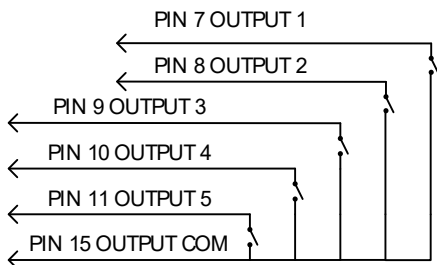 PIN 7 OUTPUT 1
PIN 8 OUTPUT 2
PIN 9 OUTPUT 3
PIN 10 OUTPUT 4
PIN 11 OUTPUT 5
PIN 15 OUTPUT COM